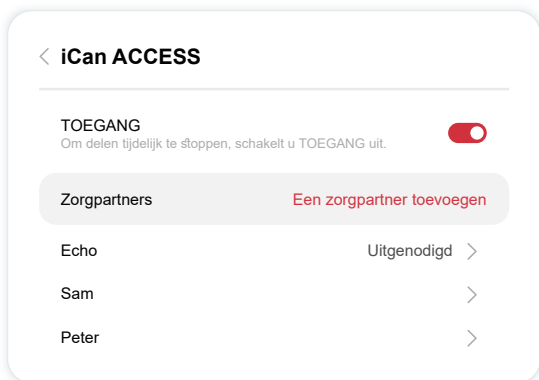 iCan ACCESS
TOEGANG
Om delen tijdelijk te stoppen, schakelt u TOEGANG uit.
Zorgpartners Een zorgpartner toevoegen
Echo Uitgenodigd
Sam
Peter